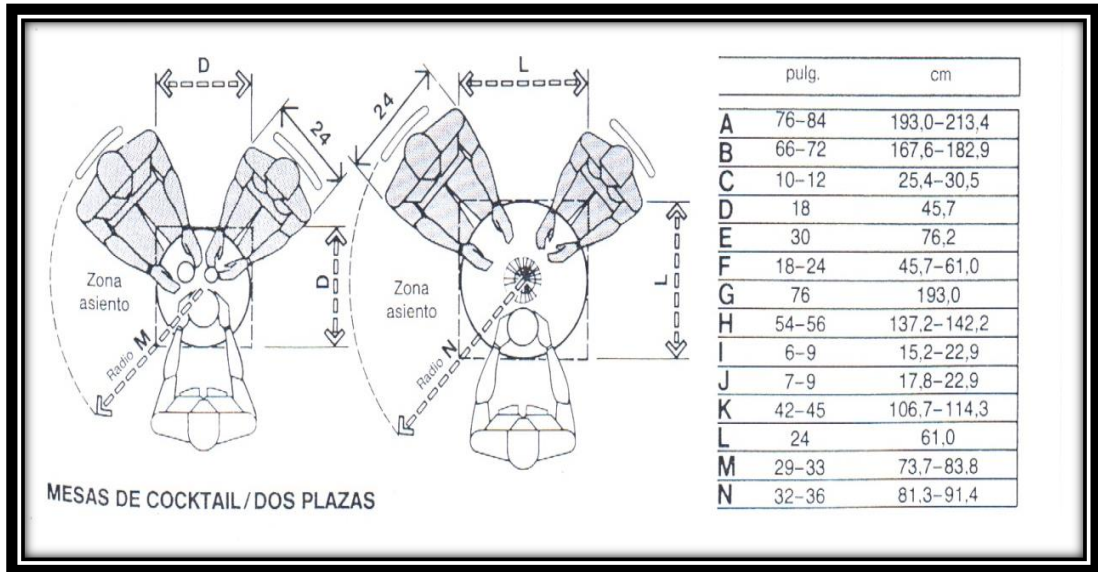 D
24
D
Zona
asiento
Radio M
L
24
L
Zona
asiento
Radio N
MESAS DE COCKTAIL/DOS PLAZAS
pulg. cm
A 76–84 193,0–213,4
B 66–72 167,6–182,9
C 10–12 25,4–30,5
D 18 45,7
E 30 76,2
F 18–24 45,7–61,0
G 76 193,0
H 54–56 137,2–142,2
I 6–9 15,2–22,9
J 7–9 17,8–22,9
K 42–45 106,7–114,3
L 24 61,0
M 29–33 73,7–83,8
N 32–36 81,3–91,4